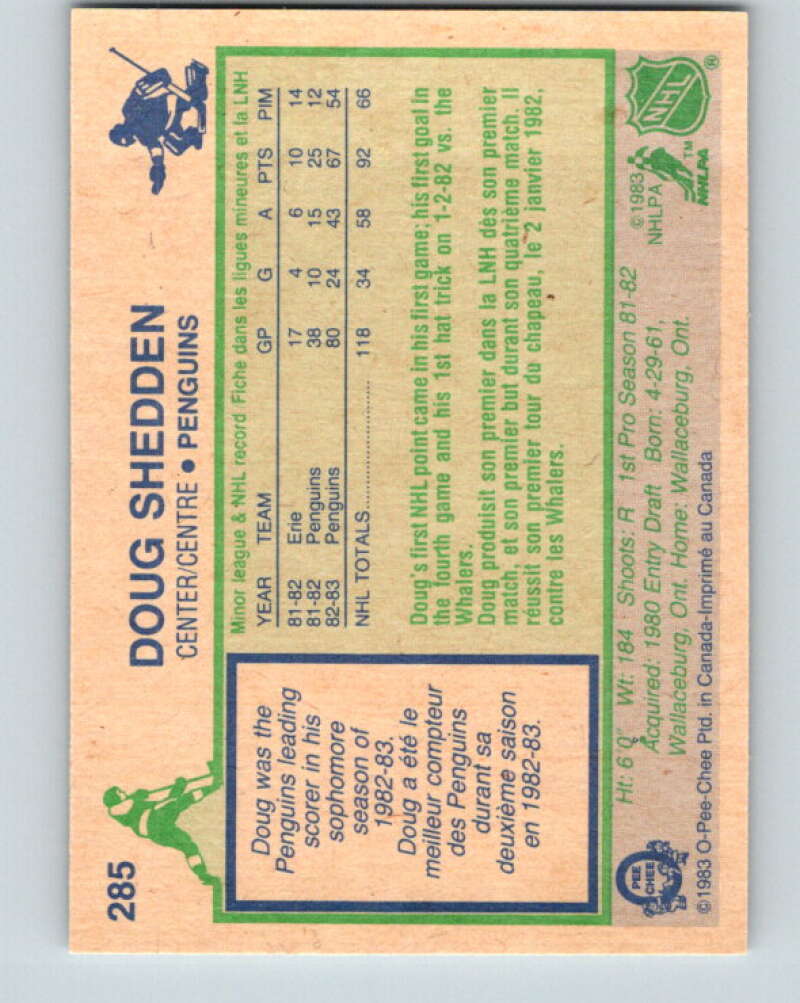 285
DOUG SHEDDEN
CENTER/CENTRE • PENGUINS
Doug was the
Penguins leading
scorer in his
sophomore
season of
1982-83.
Doug a été le
meilleur compteur
des Penguins
durant sa
deuxième saison
en 1982-83.
Minor league & NHL record Fiche dans les ligues mineures et la LNH
YEAR TEAM GP G A PTS PIM
81-82 Erie 17 4 6 10 14
81-82 Penguins 38 10 15 25 12
82-83 Penguins 80 24 43 67 54
NHL TOTALS 118 34 58 92 66
Doug's first NHL point came in his first game; his first goal in
the fourth game and his 1st hat trick on 1-2-82 vs. the
Whalers.
Doug produisit son premier dans la LNH dès son premier
match, et son premier but durant son quatrième match. Il
réussit son premier tour du chapeau, le 2 janvier 1982,
contre les Whalers.
Ht: 6'0" Wt: 184 Shoots: R 1st Pro Season 81-82
Acquired: 1980 Entry Draft Born: 4-29-61,
Wallaceburg, Ont. Home: Wallaceburg, Ont.
©1983
NHLPA
NHL
®
TM
NHLPA
O
PEE
CHEE
©1983 O-Pee-Chee Ptd. in Canada-Imprimé au Canada